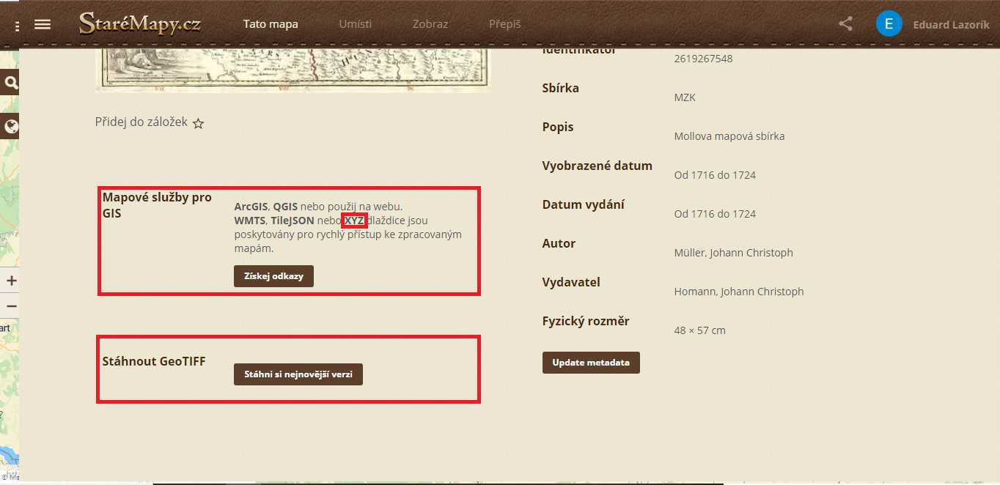 StaréMapy.cz
Tato mapa
Umísti
Zobraz
Přepiš
E
Eduard Lazorík
Identifikátor
2619267548
Sbírka
MZK
Přidej do záložek
Popis
Mollova mapová sbírka
Vyobrazené datum
Od 1716 do 1724
Mapové služby pro
GIS
ArcGIS, QGIS nebo použij na webu.
WMTS, TileJSON nebo XYZ dlaždice jsou
poskytovány pro rychlý přístup ke zpracovaným
mapám.
Získej odkazy
Datum vydání
Od 1716 do 1724
Autor
Müller, Johann Christoph
Vydavatel
Homann, Johann Christoph
Fyzický rozměr
48 × 57 cm
Stáhnout GeoTIFF
Stáhni si nejnovější verzi
Update metadata
+
−
art
?
© Me